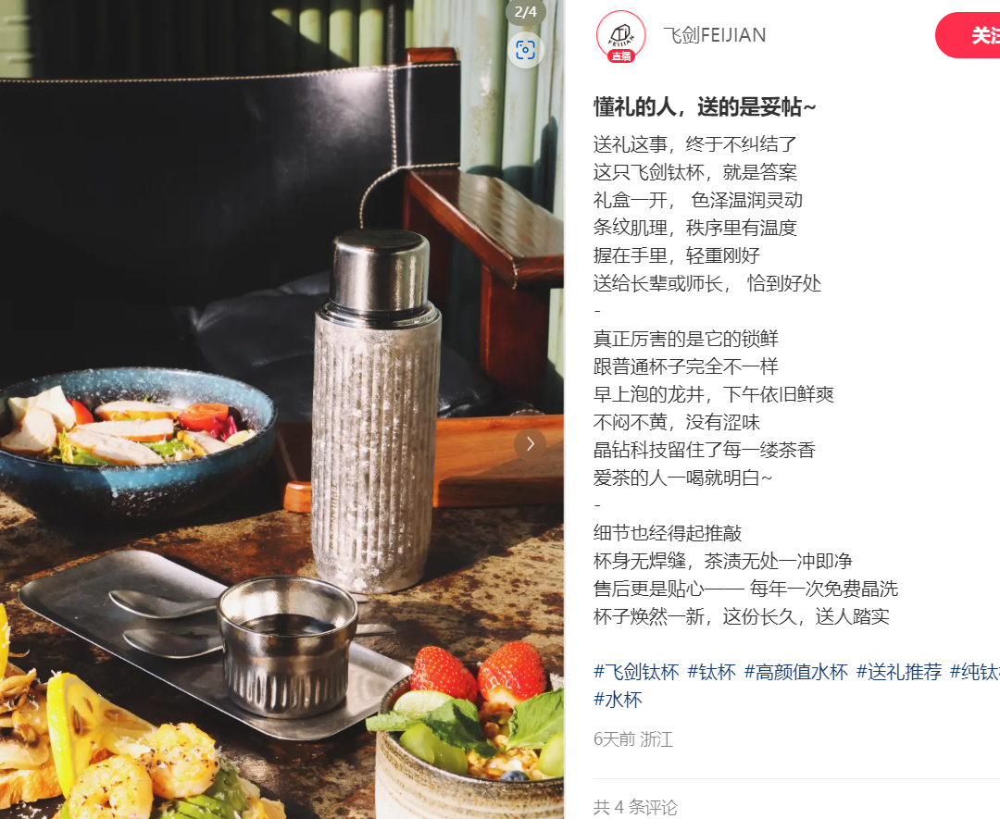 2/4
FEIJIAN
直播
飞剑FEIJIAN
关注
懂礼的人，送的是妥帖~
送礼这事，终于不纠结了
这只飞剑钛杯，就是答案
礼盒一开， 色泽温润灵动
条纹肌理，秩序里有温度
握在手里，轻重刚好
送给长辈或师长， 恰到好处
-
真正厉害的是它的锁鲜
跟普通杯子完全不一样
早上泡的龙井，下午依旧鲜爽
不闷不黄，没有涩味
晶钻科技留住了每一缕茶香
爱茶的人一喝就明白~
-
细节也经得起推敲
杯身无焊缝，茶渍无处一冲即净
售后更是贴心—— 每年一次免费晶洗
杯子焕然一新，这份长久，送人踏实
#飞剑钛杯 #钛杯 #高颜值水杯 #送礼推荐 #纯钛
#水杯
6天前 浙江
共 4 条评论